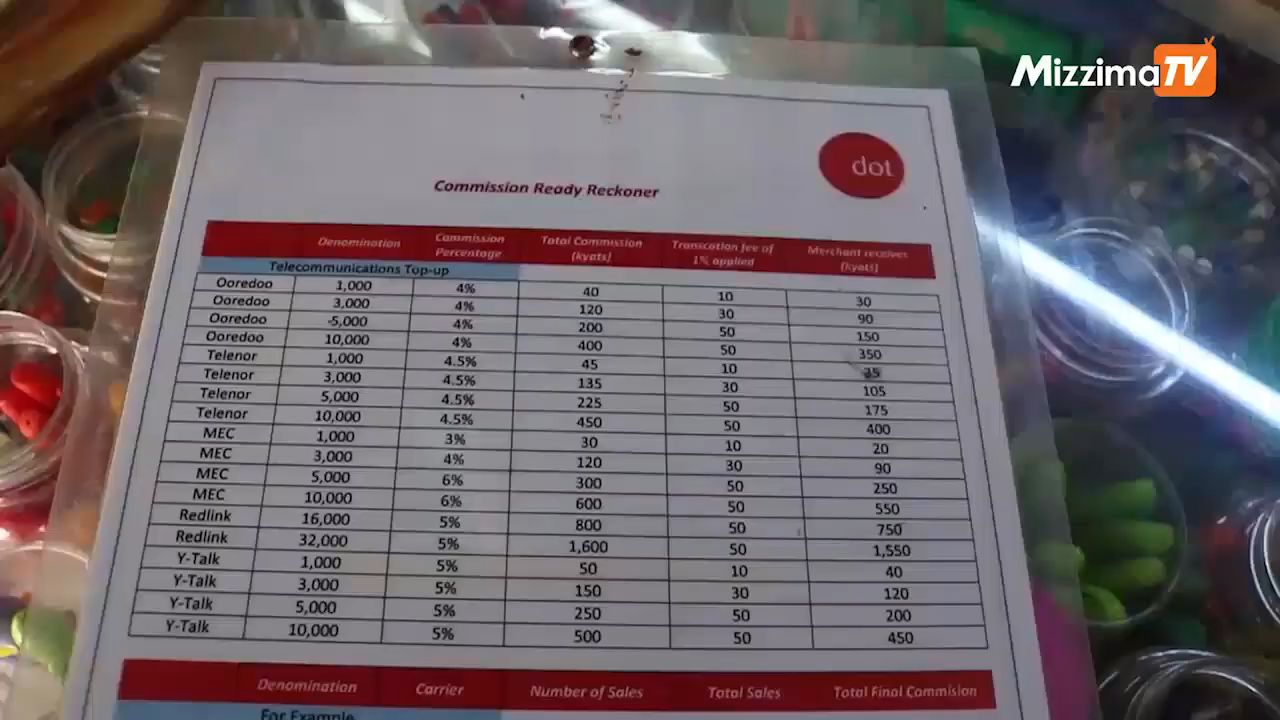 MizzimaTV
dot
Commission Ready Reckoner
Denomination Commission Percentage Total Commission (kyats) Transcation fee of 1% applied Merchant receives (kyats)
Telecommunications Top-up
Ooredoo 1,000 4% 40 10 30
Ooredoo 3,000 4% 120 30 90
Ooredoo -5,000 4% 200 50 150
Ooredoo 10,000 4% 400 50 350
Telenor 1,000 4.5% 45 10 35
Telenor 3,000 4.5% 135 30 105
Telenor 5,000 4.5% 225 50 175
Telenor 10,000 4.5% 450 50 400
MEC 1,000 3% 30 10 20
MEC 3,000 4% 120 30 90
MEC 5,000 6% 300 50 250
MEC 10,000 6% 600 50 550
Redlink 16,000 5% 800 50 750
Redlink 32,000 5% 1,600 50 1,550
Y-Talk 1,000 5% 50 10 40
Y-Talk 3,000 5% 150 30 120
Y-Talk 5,000 5% 250 50 200
Y-Talk 10,000 5% 500 50 450
Denomination Carrier Number of Sales Total Sales Total Final Commision
For Example